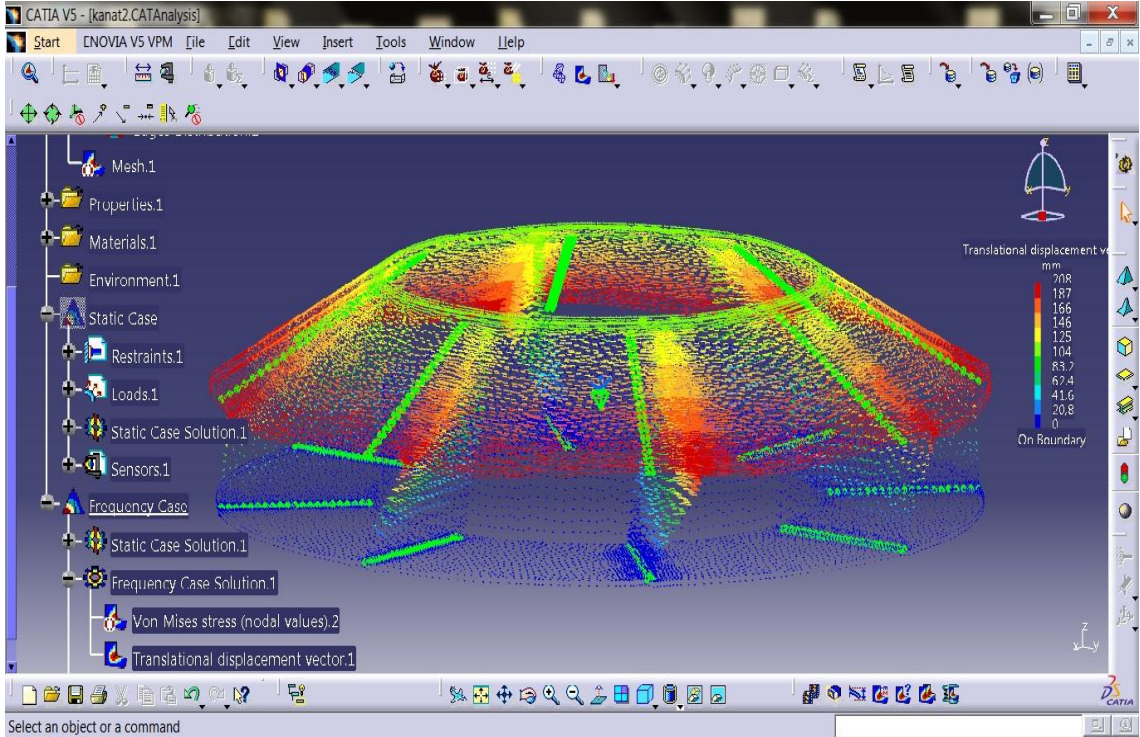 CATIA V5 - [kanat2.CATAnalysis]
Start ENOVIA V5 VPM File Edit View Insert Tools Window Help
Mesh.1
Properties.1
Materials.1
Environment.1
Static Case
Restraints.1
Loads.1
Static Case Solution.1
Sensors.1
Frequency Case
Static Case Solution.1
Frequency Case Solution.1
Von Mises stress (nodal values).2
Translational displacement vector.1
z
x
y
Translational displacement ve
mm
208
187
166
146
125
104
83.2
62.4
41.6
20.8
0
On Boundary
z
x y
CATIA
Select an object or a command